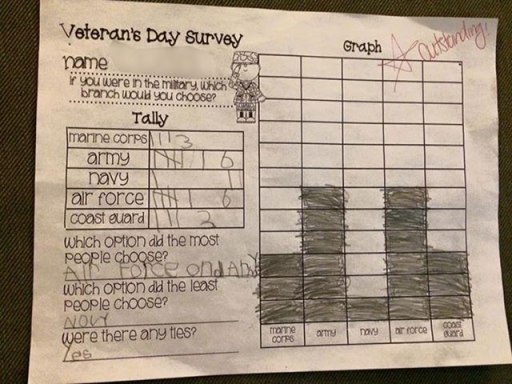 Veteran's Day Survey
name
If you were in the military, which
branch would you choose?
Tally
marine corps 3
army 6
navy
air force 6
coast guard 3
Which option did the most
people choose?
Air Force and
Which option did the least
people choose?
NAVY
Were there any ties?
Yes
Graph
Outstanding!
marine
corps
army
navy
air force
coast
guard